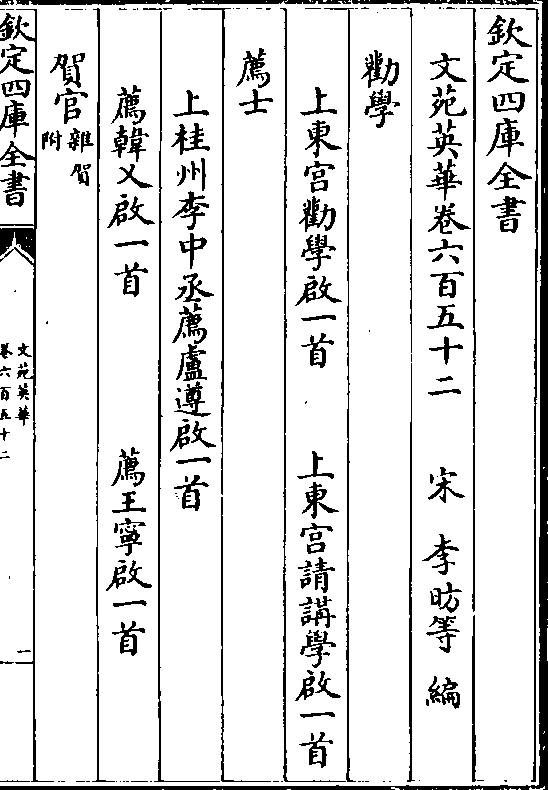 欽定四庫全書
文苑英華卷六百五十二 宋 李昉等 編
勸學
上東宮勸學啟一首 上東宮請講學啟一首
薦士
上桂州李中丞薦盧遵啟一首
薦韓乂啟一首 薦王寧啟一首
賀官 雜賀附
欽定四庫全書
文苑英華
卷六百五十二
一